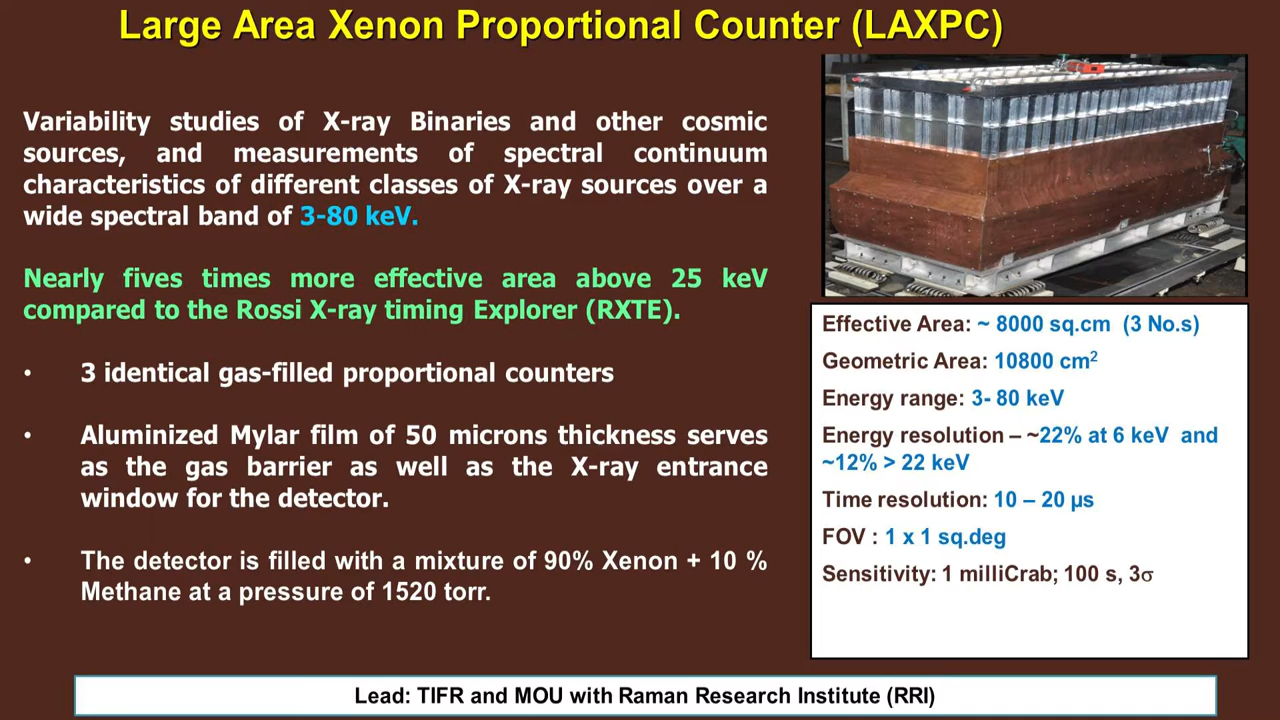 Large Area Xenon Proportional Counter (LAXPC)
Variability studies of X-ray Binaries and other cosmic
sources, and measurements of spectral continuum
characteristics of different classes of X-ray sources over a
wide spectral band of 3-80 keV.
Nearly fives times more effective area above 25 keV
compared to the Rossi X-ray timing Explorer (RXTE).
• 3 identical gas-filled proportional counters
• Aluminized Mylar film of 50 microns thickness serves
as the gas barrier as well as the X-ray entrance
window for the detector.
• The detector is filled with a mixture of 90% Xenon + 10 %
Methane at a pressure of 1520 torr.
Effective Area: ~ 8000 sq.cm (3 No.s)
Geometric Area: 10800 cm²
Energy range: 3- 80 keV
Energy resolution – ~22% at 6 keV and
~12% > 22 keV
Time resolution: 10 – 20 µs
FOV : 1 x 1 sq.deg
Sensitivity: 1 milliCrab; 100 s, 3σ
Lead: TIFR and MOU with Raman Research Institute (RRI)